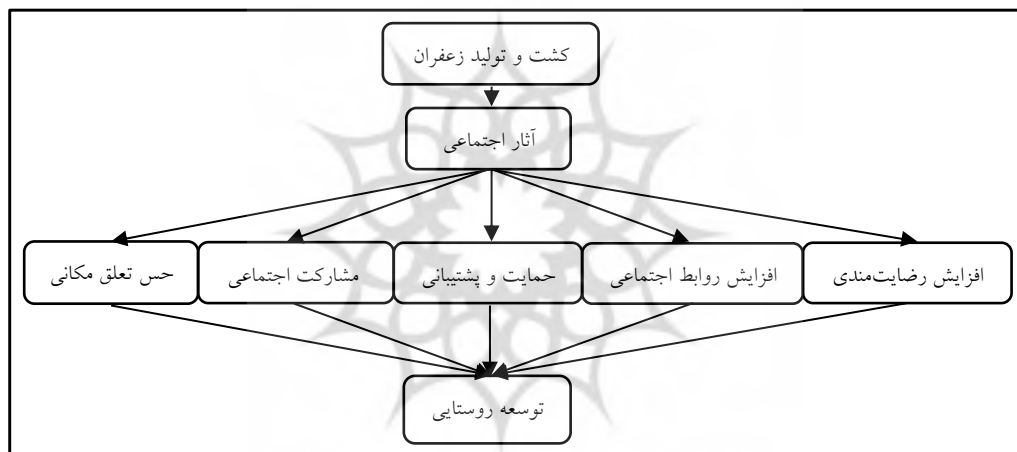 کشت و تولید زعفران
آثار اجتماعی
افزایش رضایت‌مندی
افزایش روابط اجتماعی
حمایت و پشتیبانی
مشارکت اجتماعی
حس تعلق مکانی
توسعه روستایی